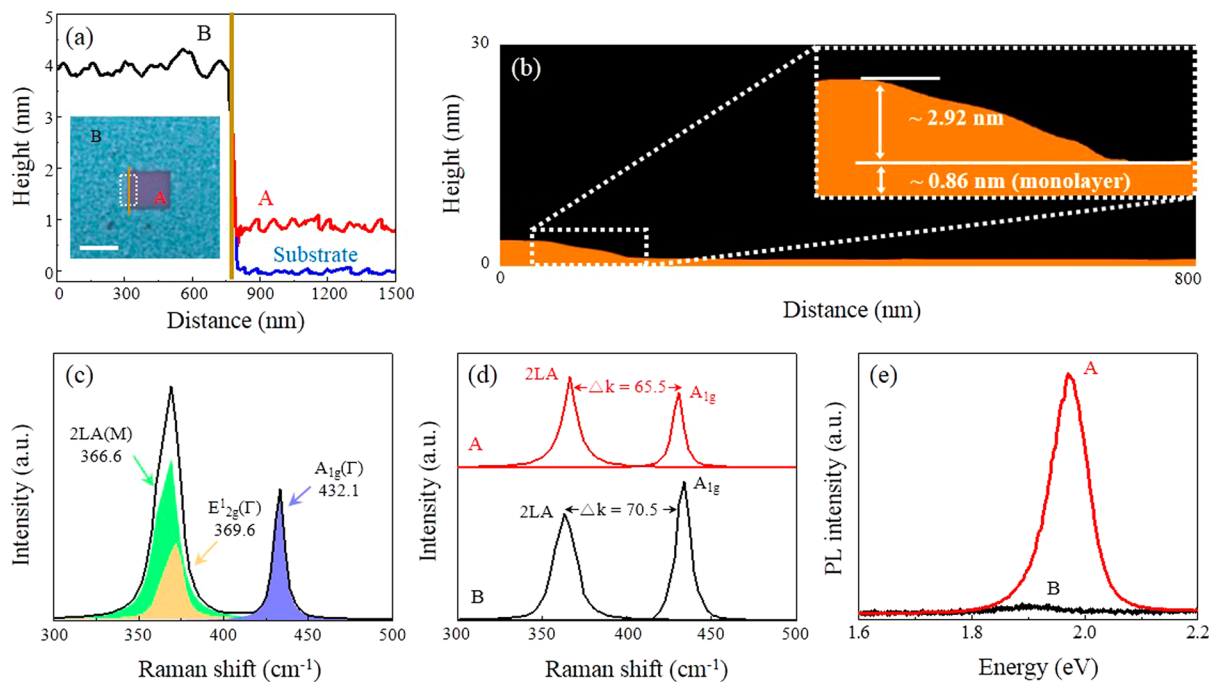 (a)
B
5
4
3
2
1
0
Height (nm)
B
A
A
Substrate
0
300
600
900
1200
1500
Distance (nm)
(b)
30
0
Height (nm)
~ 2.92 nm
~ 0.86 nm (monolayer)
0
800
Distance (nm)
(c)
2LA(M)
366.6
E¹2g(Γ)
369.6
A1g(Γ)
432.1
Intensity (a.u.)
300
350
400
450
500
Raman shift (cm-1)
(d)
2LA
△k = 65.5
A1g
A
2LA
△k = 70.5
A1g
B
Intensity (a.u.)
300
350
400
450
500
Raman shift (cm-1)
(e)
A
B
PL intensity (a.u.)
1.6
1.8
2.0
2.2
Energy (eV)